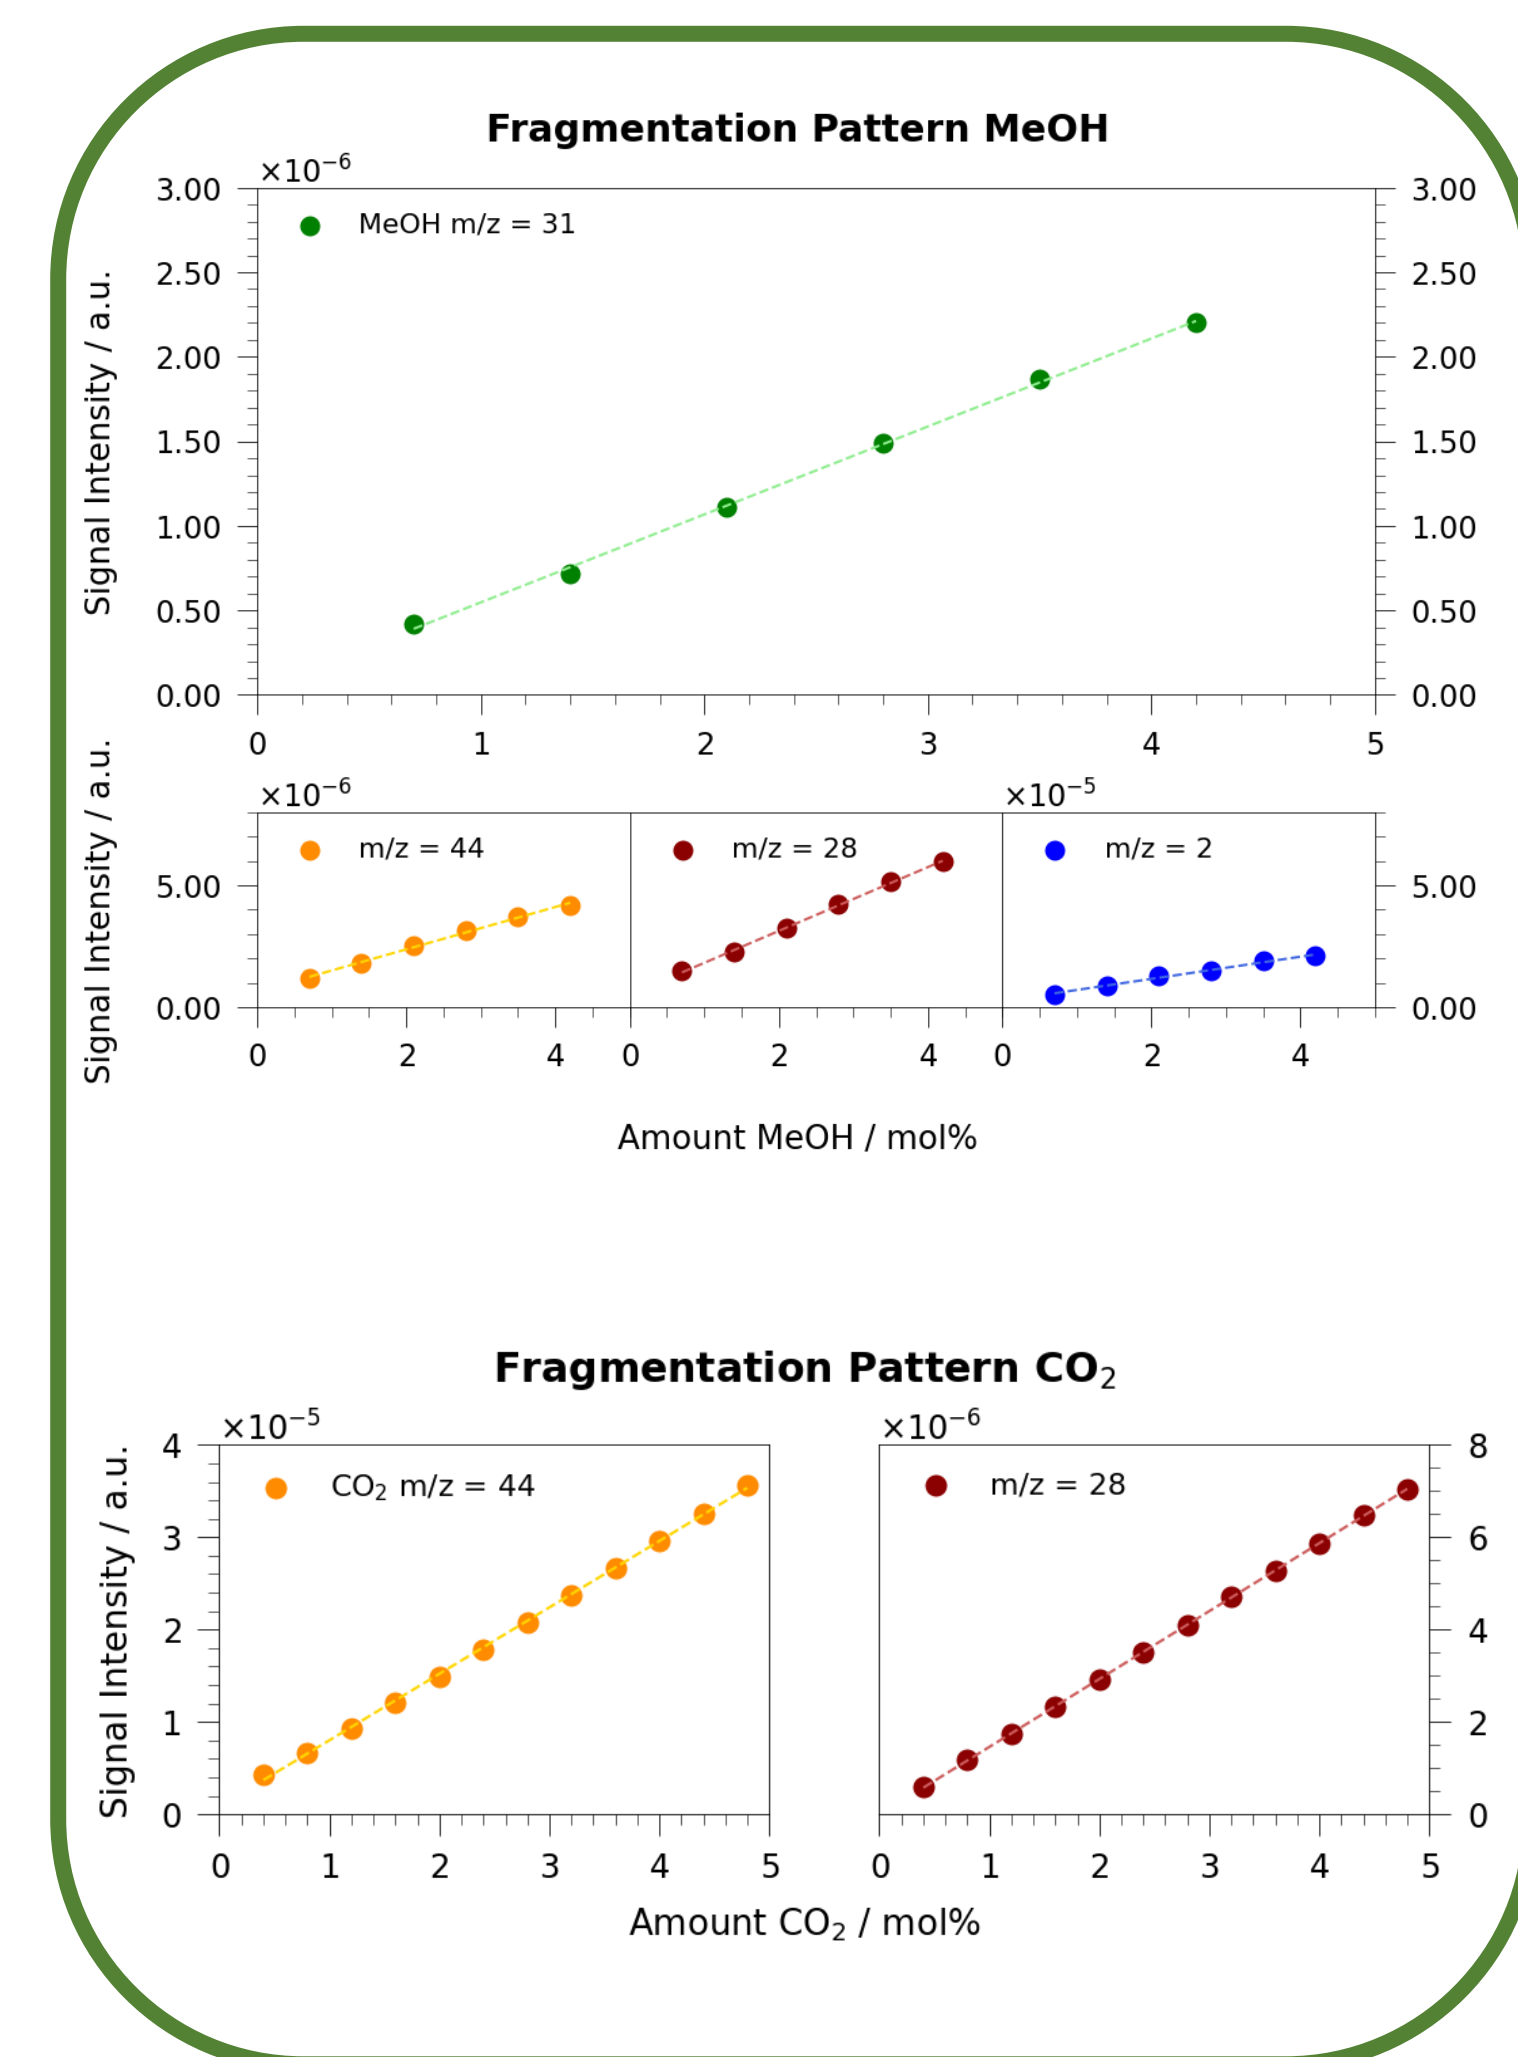 Fragmentation Pattern MeOH
×10⁻⁶
3.00 3.00
MeOH m/z = 31
2.50 2.50
2.00 2.00
1.50 1.50
1.00 1.00
0.50 0.50
0.00 0.00
Signal Intensity / a.u.
0 1 2 3 4 5
×10⁻⁶ ×10⁻⁵
m/z = 44 m/z = 28 m/z = 2
5.00 5.00
0.00 0.00
Signal Intensity / a.u.
0 2 4 0 2 4 0 2 4
Amount MeOH / mol%
Fragmentation Pattern CO₂
×10⁻⁵ ×10⁻⁶
4 8
CO₂ m/z = 44 m/z = 28
3 6
2 4
1 2
0 0
Signal Intensity / a.u.
0 1 2 3 4 5 0 1 2 3 4 5
Amount CO₂ / mol%